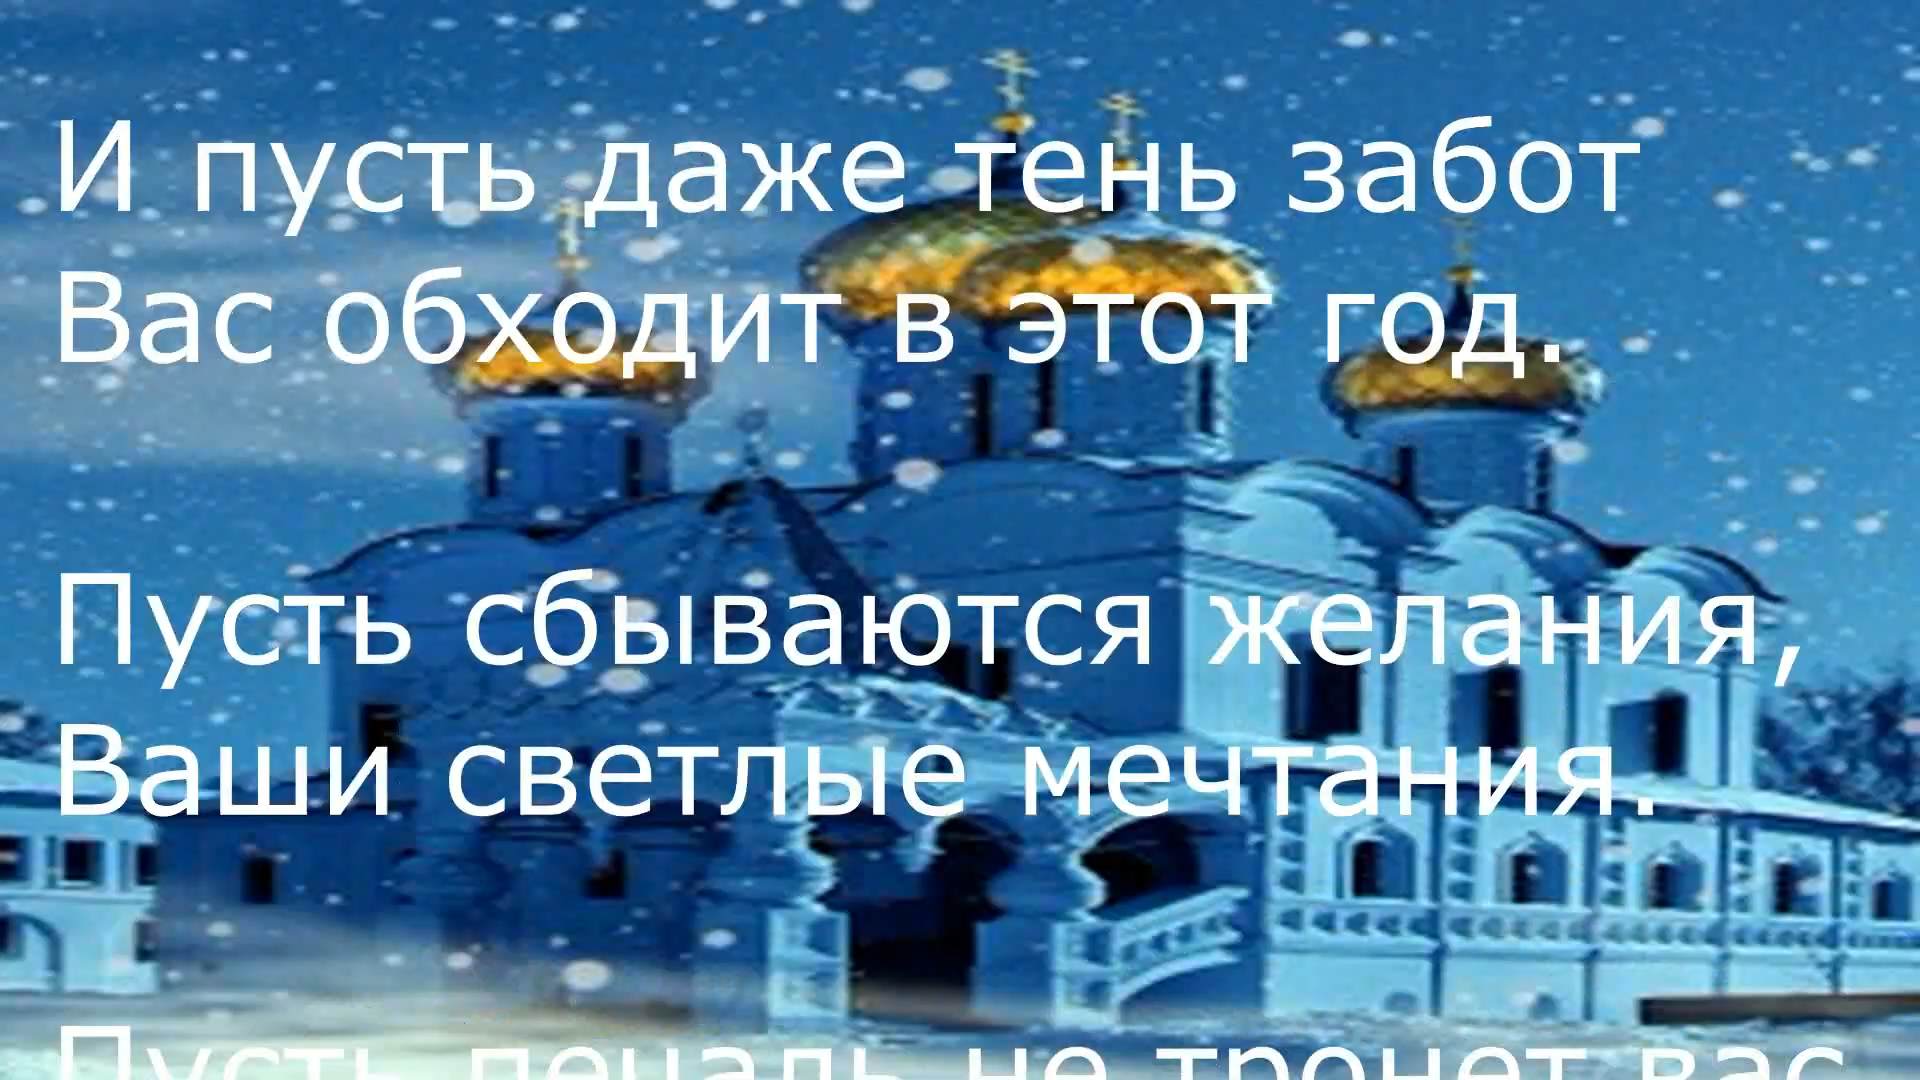 И пусть даже тень забот
Вас обходит в этот год.
Пусть сбываются желания,
Ваши светлые мечтания.
Пусть печаль не тронет вас